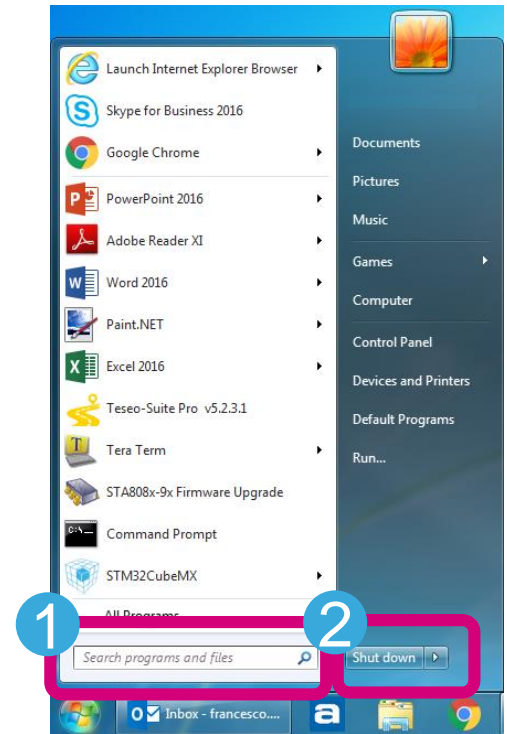 Launch Internet Explorer Browser
Skype for Business 2016
Google Chrome
PowerPoint 2016
Adobe Reader XI
Word 2016
Paint.NET
Excel 2016
Teseo-Suite Pro v5.2.3.1
Tera Term
STA808x-9x Firmware Upgrade
Command Prompt
STM32CubeMX
All Programs
1
Search programs and files
Documents
Pictures
Music
Games
Computer
Control Panel
Devices and Printers
Default Programs
Run...
2
Shut down
Inbox - francesco....